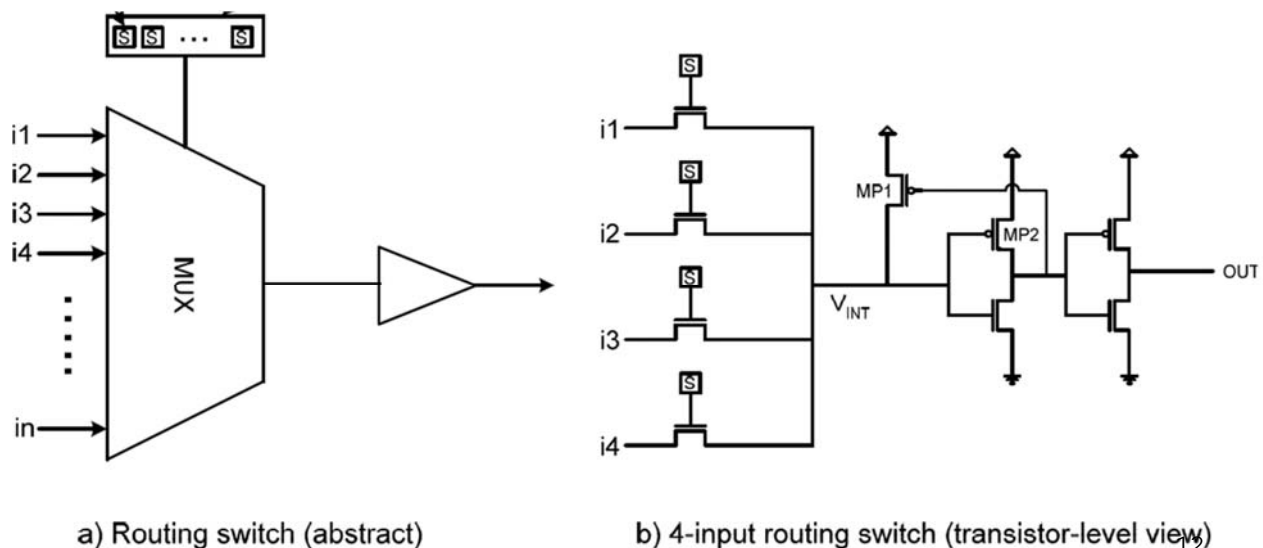 S S ... S
i1
i2
i3
i4
in
MUX
S
i1
S
i2
S
i3
S
i4
MP1
MP2
VINT
OUT
a) Routing switch (abstract)
b) 4-input routing switch (transistor-level view)